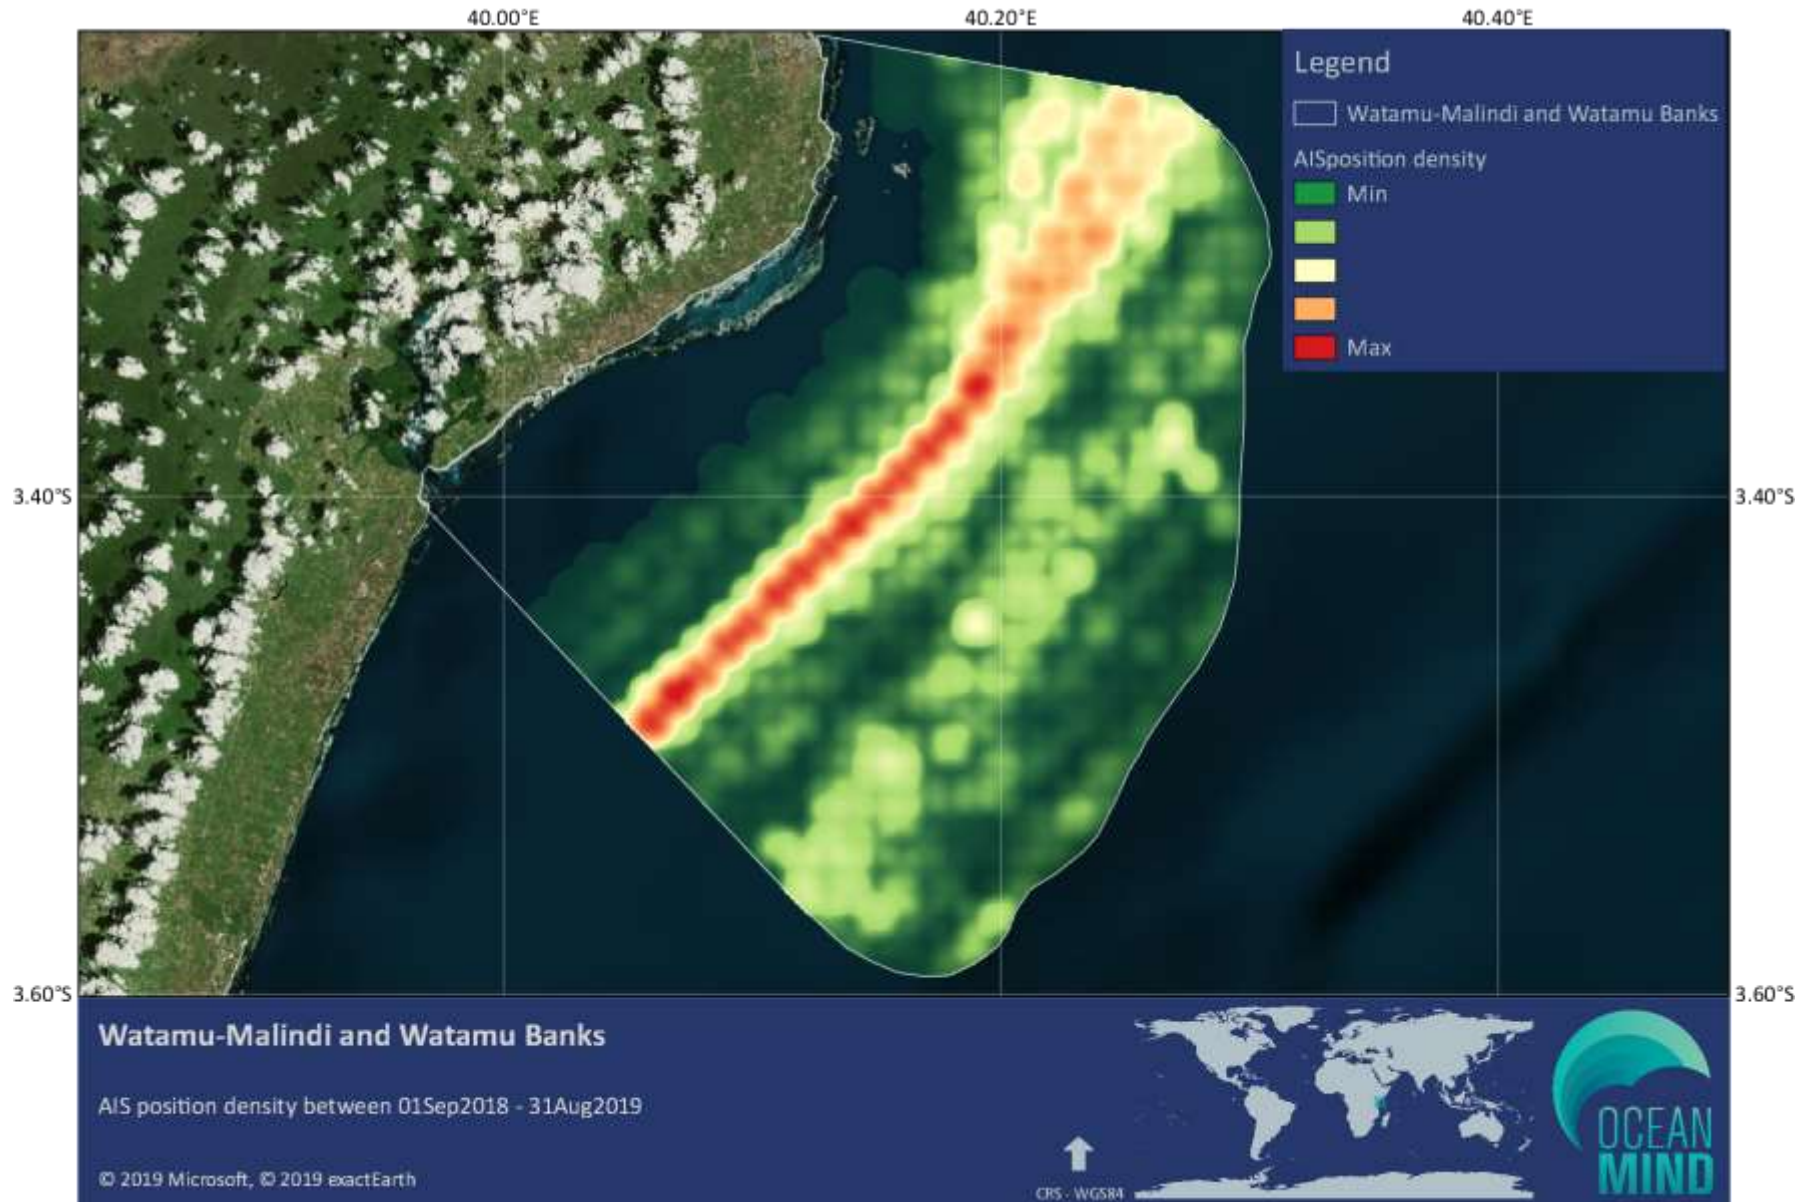 40.00°E 40.20°E 40.40°E
Legend
Watamu-Malindi and Watamu Banks
AISposition density
Min
Max
3.40°S 3.40°S
3.60°S 3.60°S
Watamu-Malindi and Watamu Banks
AIS position density between 01Sep2018 - 31Aug2019
© 2019 Microsoft, © 2019 exactEarth
CRS - WGS84
OCEAN
MIND